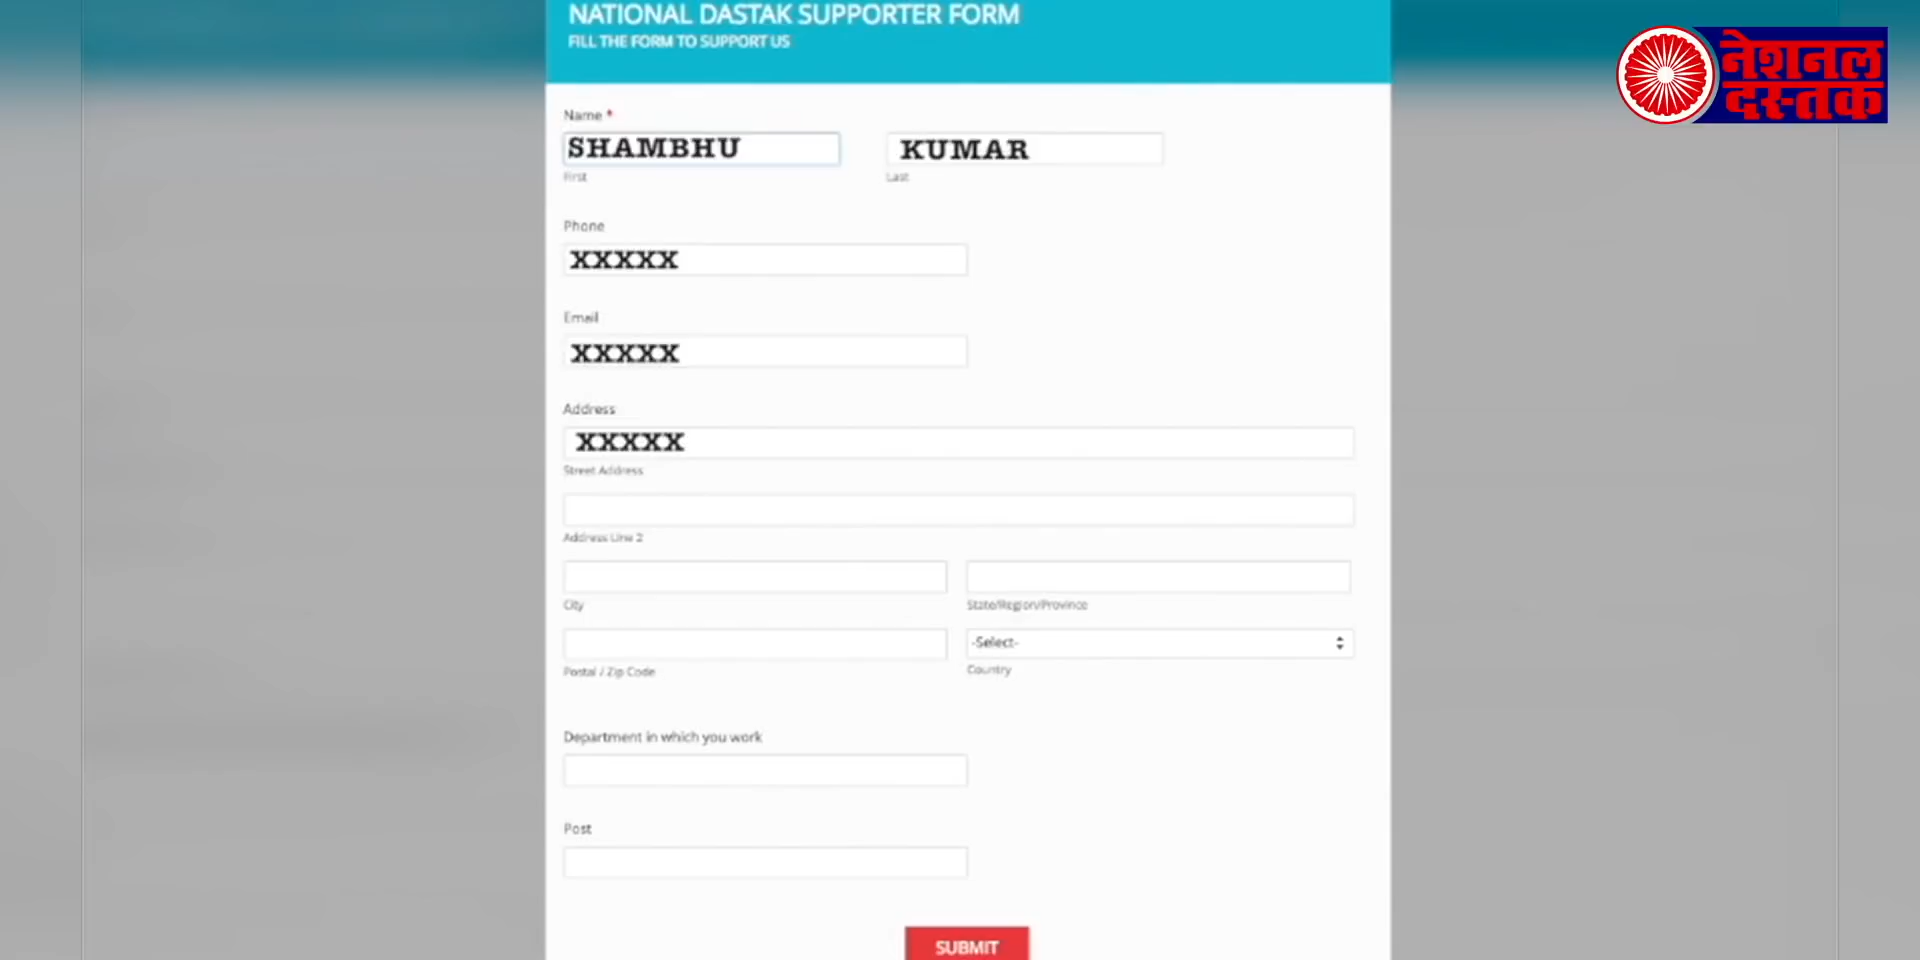 NATIONAL DASTAK SUPPORTER FORM
FILL THE FORM TO SUPPORT US
नेशनल
दस्तक
Name *
SHAMBHU KUMAR
First Last
Phone
XXXXX
Email
XXXXX
Address
XXXXX
Street Address
Address Line 2
City State/Region/Province
-Select-
Postal / Zip Code Country
Department in which you work
Post
SUBMIT